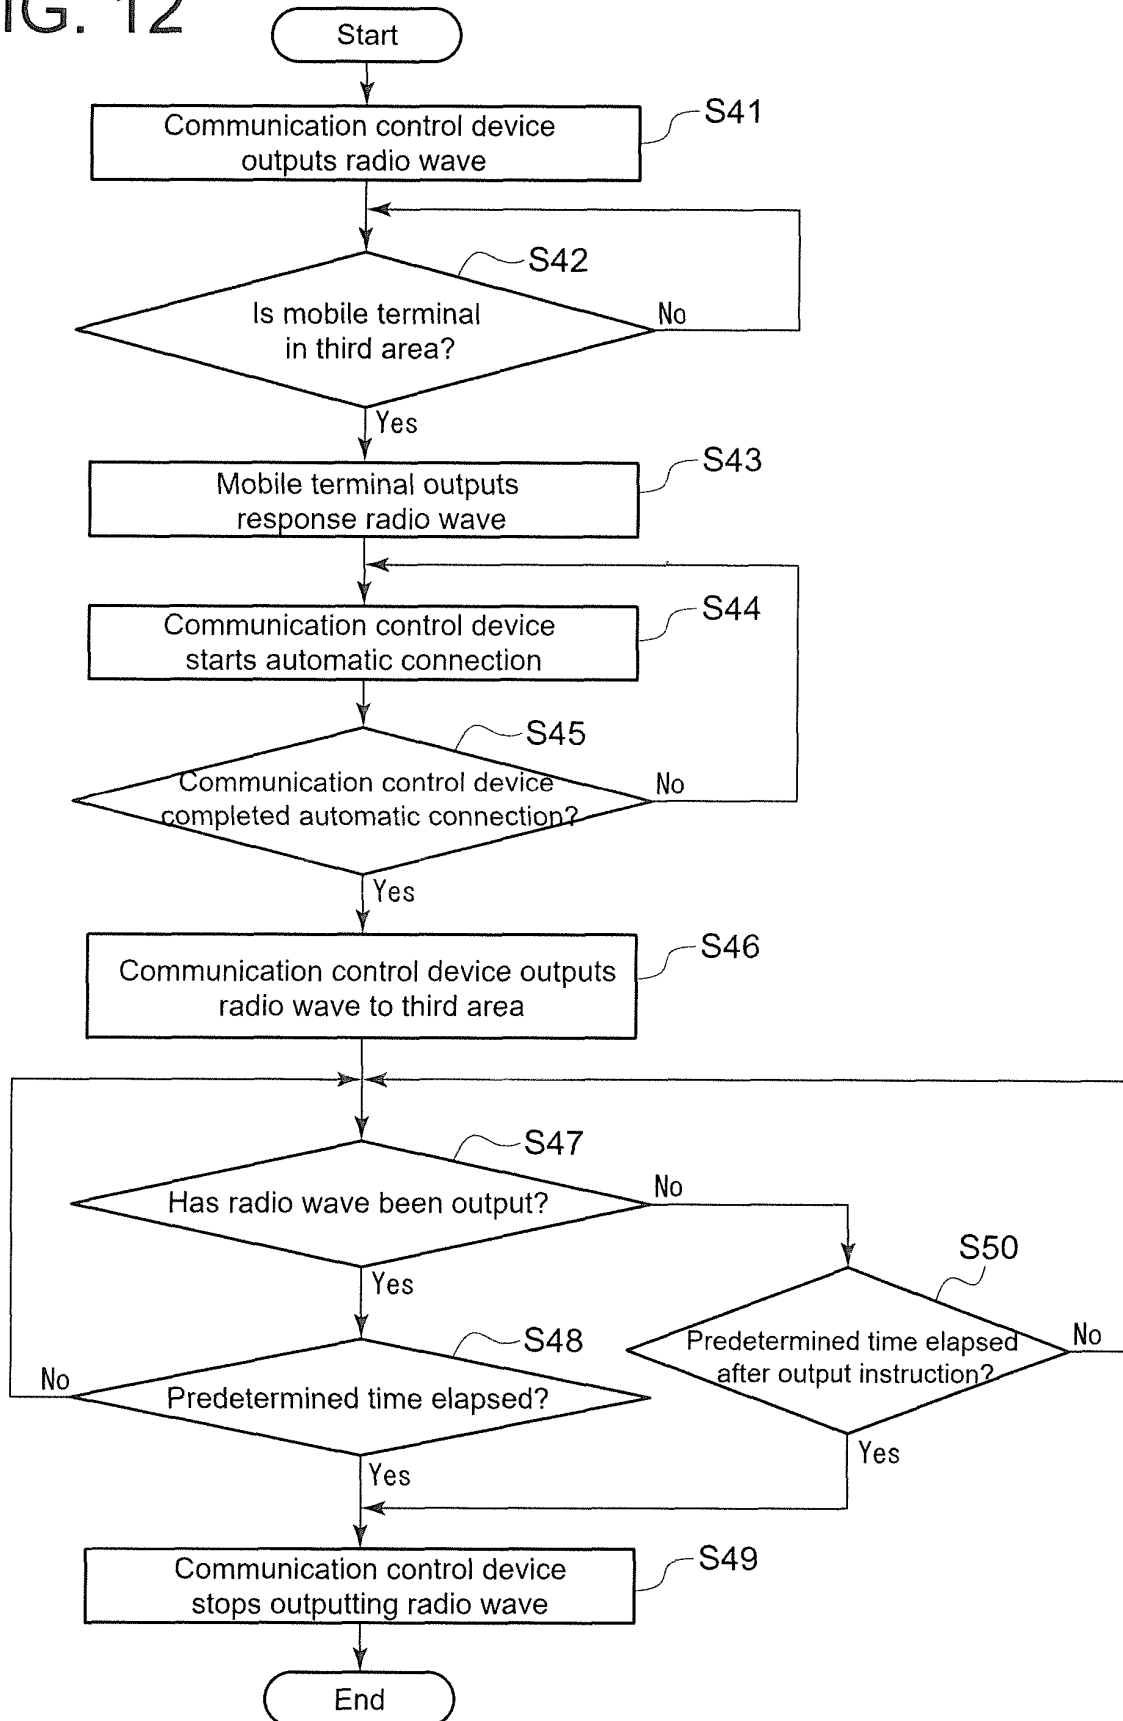 IG. 12
Start
Communication control device
outputs radio wave
S41
S42
Is mobile terminal
in third area?
No
Yes
S43
Mobile terminal outputs
response radio wave
S44
Communication control device
starts automatic connection
S45
Communication control device
completed automatic connection?
No
Yes
S46
Communication control device outputs
radio wave to third area
S47
Has radio wave been output?
No
Yes
S50
Predetermined time elapsed
after output instruction?
No
Yes
S48
Predetermined time elapsed?
No
Yes
S49
Communication control device
stops outputting radio wave
End